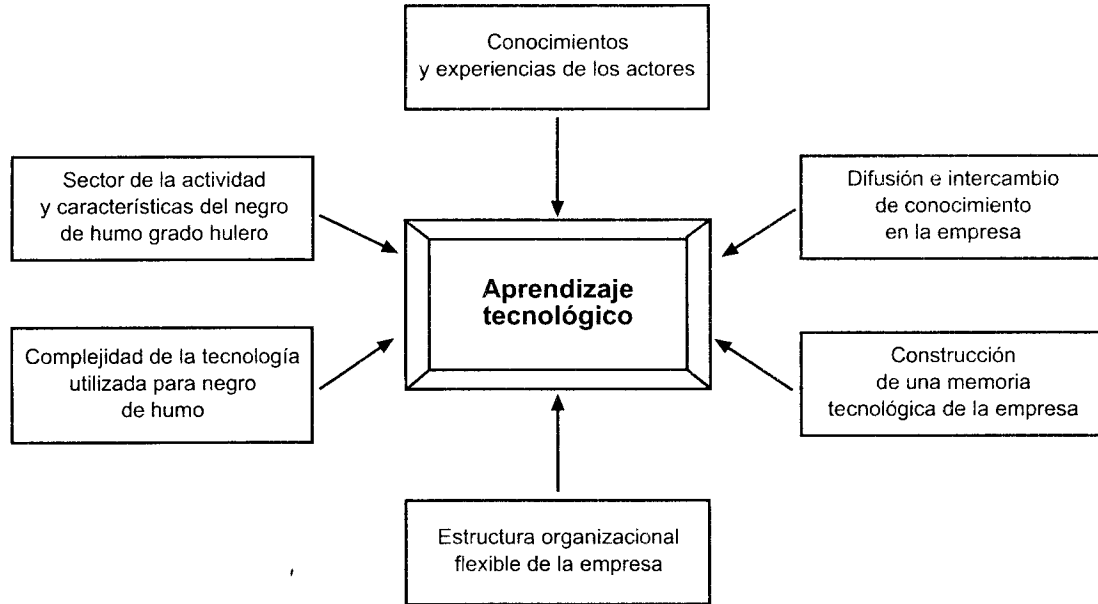 Conocimientos
y experiencias de los actores
Sector de la actividad
y características del negro
de humo grado hulero
Difusión e intercambio
de conocimiento
en la empresa
Aprendizaje
tecnológico
Complejidad de la tecnología
utilizada para negro
de humo
Construcción
de una memoria
tecnológica de la empresa
Estructura organizacional
flexible de la empresa